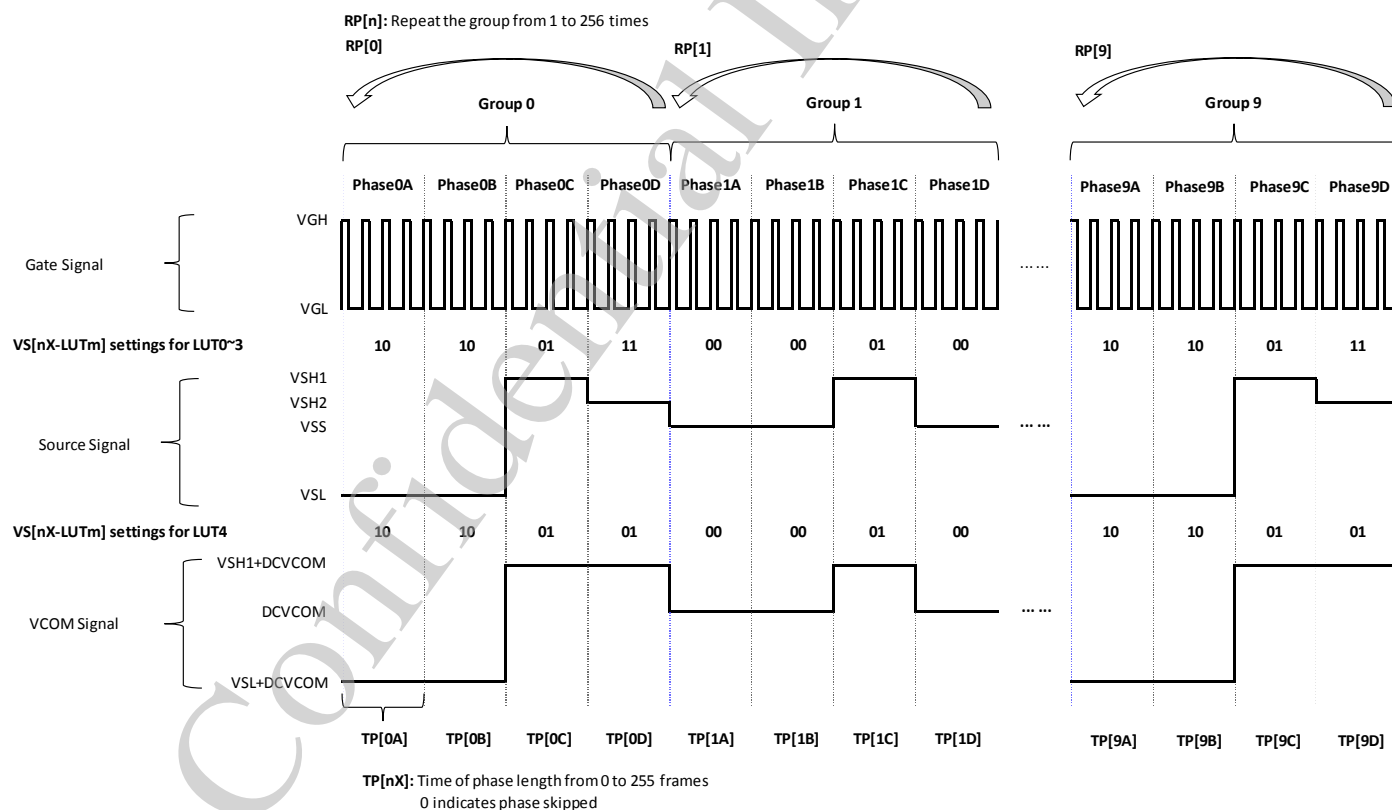 RP[n]: Repeat the group from 1 to 256 times
RP[0] RP[1] RP[9]
Group 0 Group 1 Group 9
Phase0A Phase0B Phase0C Phase0D Phase1A Phase1B Phase1C Phase1D Phase9A Phase9B Phase9C Phase9D
VGH
Gate Signal
......
VGL
VS[nX-LUTm] settings for LUT0~3 10 10 01 11 00 00 01 00 10 10 01 11
VSH1
VSH2
VSS ......
Source Signal
VSL
VS[nX-LUTm] settings for LUT4 10 10 01 01 00 00 01 00 10 10 01 01
VSH1+DCVCOM
DCVCOM ......
VCOM Signal
VSL+DCVCOM
TP[0A] TP[0B] TP[0C] TP[0D] TP[1A] TP[1B] TP[1C] TP[1D] TP[9A] TP[9B] TP[9C] TP[9D]
TP[nX]: Time of phase length from 0 to 255 frames
0 indicates phase skipped
Confidential